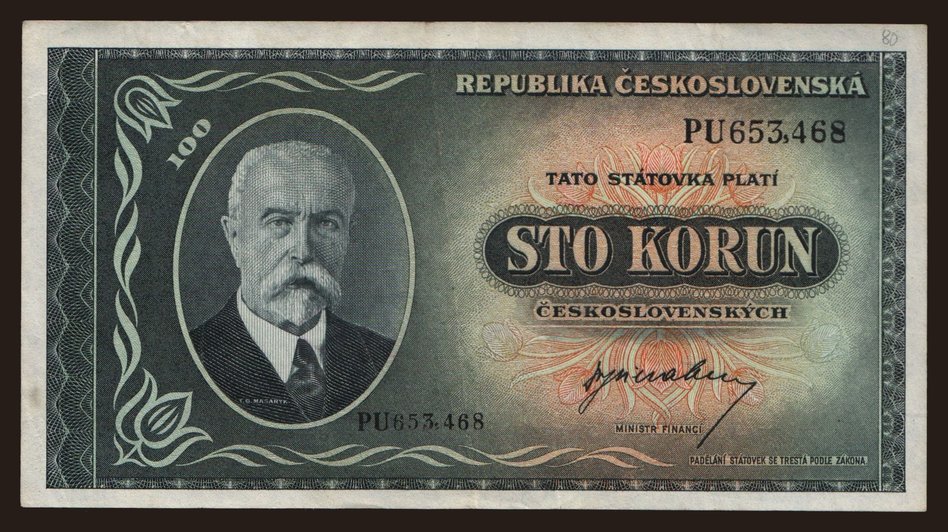 80
REPUBLIKA ČESKOSLOVENSKÁ
100
PU653,468
TATO STÁTOVKA PLATÍ
STO KORUN
ČESKOSLOVENSKÝCH
T. G. MASARYK
PU653,468
MINISTR FINANCÍ
PADĚLÁNÍ STÁTOVEK SE TRESTÁ PODLE ZÁKONA.